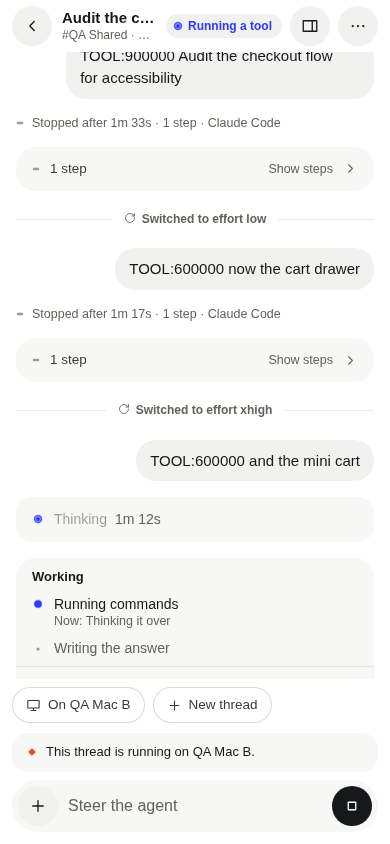 Audit the c…
#QA Shared · …
Running a tool
TOOL:900000 Audit the checkout flow
for accessibility
Stopped after 1m 33s · 1 step · Claude Code
1 step
Show steps
Switched to effort low
TOOL:600000 now the cart drawer
Stopped after 1m 17s · 1 step · Claude Code
1 step
Show steps
Switched to effort xhigh
TOOL:600000 and the mini cart
Thinking 1m 12s
Working
Running commands
Now: Thinking it over
Writing the answer
On QA Mac B
New thread
This thread is running on QA Mac B.
Steer the agent